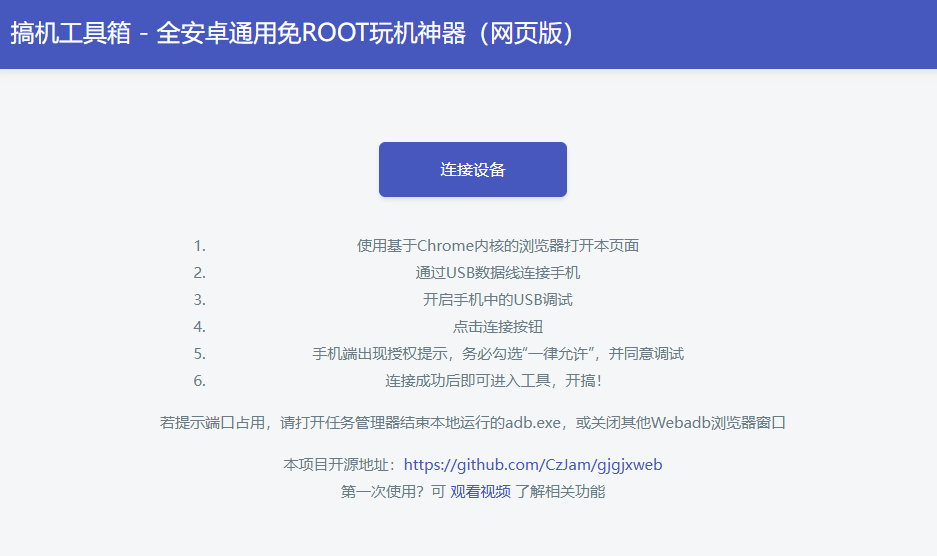 搞机工具箱 - 全安卓通用免ROOT玩机神器（网页版）
连接设备
1. 使用基于Chrome内核的浏览器打开本页面
2. 通过USB数据线连接手机
3. 开启手机中的USB调试
4. 点击连接按钮
5. 手机端出现授权提示，务必勾选“一律允许”，并同意调试
6. 连接成功后即可进入工具，开搞！
若提示端口占用，请打开任务管理器结束本地运行的adb.exe，或关闭其他Webadb浏览器窗口
本项目开源地址：https://github.com/CzJam/gjgjxweb
第一次使用？可 观看视频 了解相关功能